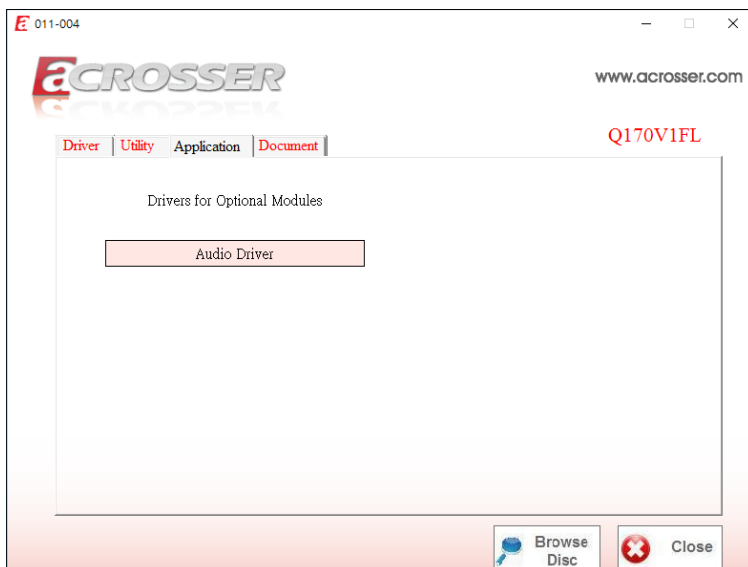 011-004
acrosser
www.acrosser.com
Q170V1FL
Driver Utility Application Document
Drivers for Optional Modules
Audio Driver
Browse
Disc
Close